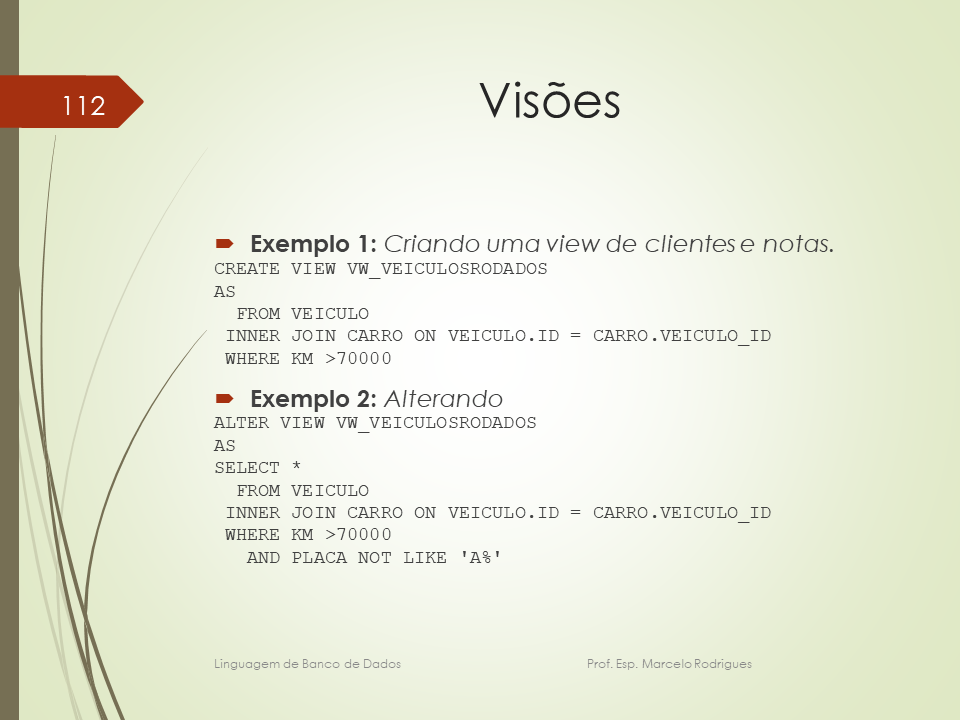 112
Visões
Exemplo 1: Criando uma view de clientes e notas.
CREATE VIEW VW_VEICULOSRODADOS
AS
FROM VEICULO
INNER JOIN CARRO ON VEICULO.ID = CARRO.VEICULO_ID
WHERE KM >70000
Exemplo 2: Alterando
ALTER VIEW VW_VEICULOSRODADOS
AS
SELECT *
FROM VEICULO
INNER JOIN CARRO ON VEICULO.ID = CARRO.VEICULO_ID
WHERE KM >70000
AND PLACA NOT LIKE 'A%'
Linguagem de Banco de Dados Prof. Esp. Marcelo Rodrigues